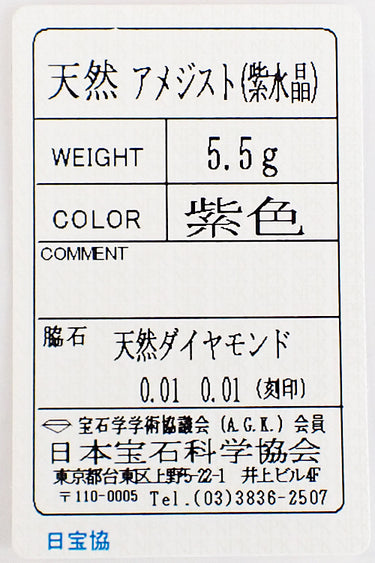 天然 アメジスト(紫水晶)
WEIGHT 5.5g
COLOR 紫色
COMMENT
脇石 天然ダイヤモンド
0.01 0.01 (刻印)
宝石学学術協議会 (A.G.K.) 会員
日本宝石科学協会
東京都台東区上野5-22-1 井上ビル4F
〒110-0005 Tel.(03)3836-2507
日宝協